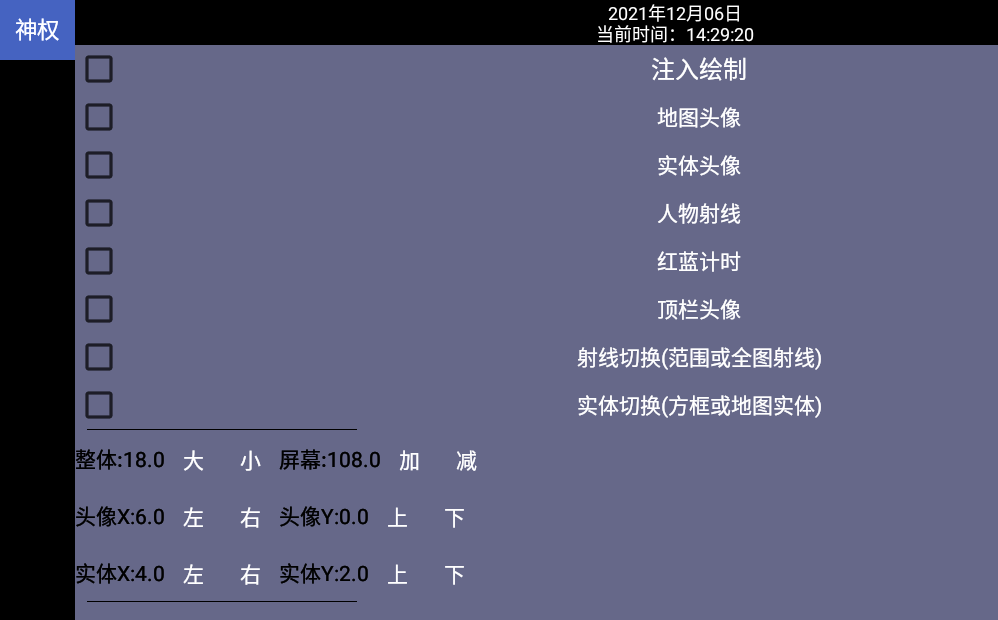 神权
2021年12月06日
当前时间：14:29:20
注入绘制
地图头像
实体头像
人物射线
红蓝计时
顶栏头像
射线切换(范围或全图射线)
实体切换(方框或地图实体)
整体:18.0 大 小 屏幕:108.0 加 减
头像X:6.0 左 右 头像Y:0.0 上 下
实体X:4.0 左 右 实体Y:2.0 上 下